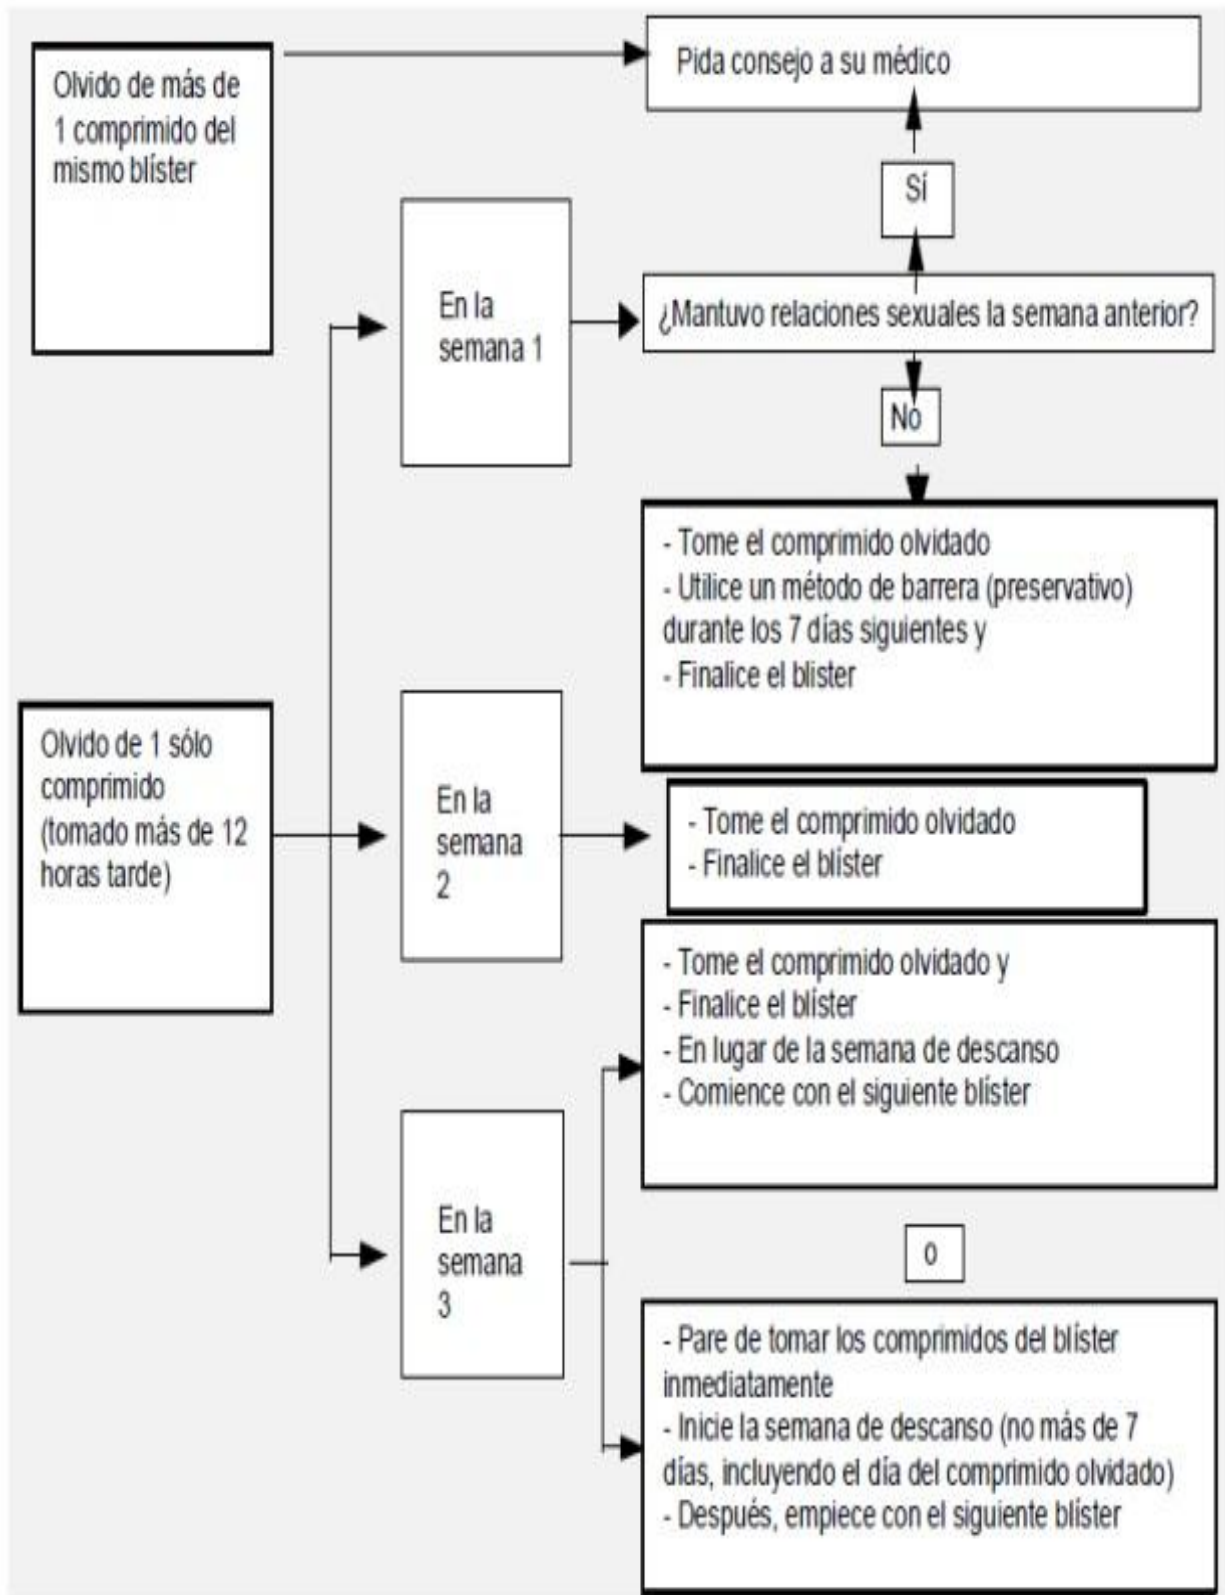 Olvido de más de
1 comprimido del
mismo blíster
Pida consejo a su médico
Sí
En la
semana 1
¿Mantuvo relaciones sexuales la semana anterior?
No
- Tome el comprimido olvidado
- Utilice un método de barrera (preservativo)
durante los 7 días siguientes y
- Finalice el blister
Olvido de 1 sólo
comprimido
(tomado más de 12
horas tarde)
En la
semana
2
- Tome el comprimido olvidado
- Finalice el blíster
En la
semana
3
- Tome el comprimido olvidado y
- Finalice el blíster
- En lugar de la semana de descanso
- Comience con el siguiente blíster
o
- Pare de tomar los comprimidos del blíster
inmediatamente
- Inicie la semana de descanso (no más de 7
días, incluyendo el día del comprimido olvidado)
- Después, empiece con el siguiente blíster